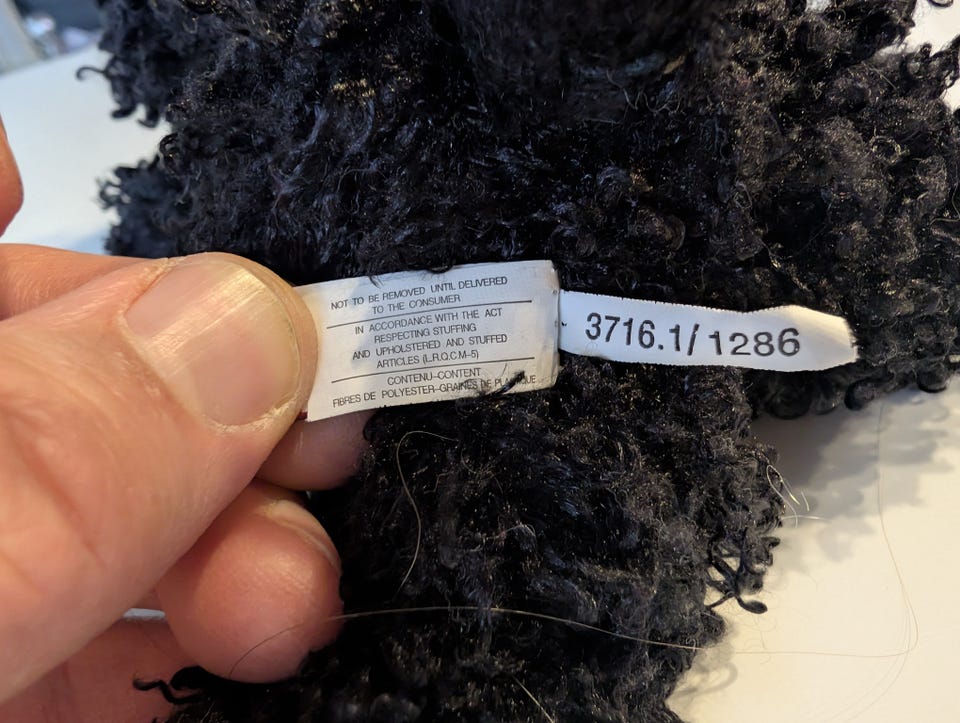 NOT TO BE REMOVED UNTIL DELIVERED
TO THE CONSUMER
IN ACCORDANCE WITH THE ACT
RESPECTING STUFFING
AND UPHOLSTERED AND STUFFED
ARTICLES (L.R.Q.C.M-5)
CONTENU-CONTENT
FIBRES DE POLYESTER-GRAINES DE PLASTIQUE
3716.1/1286